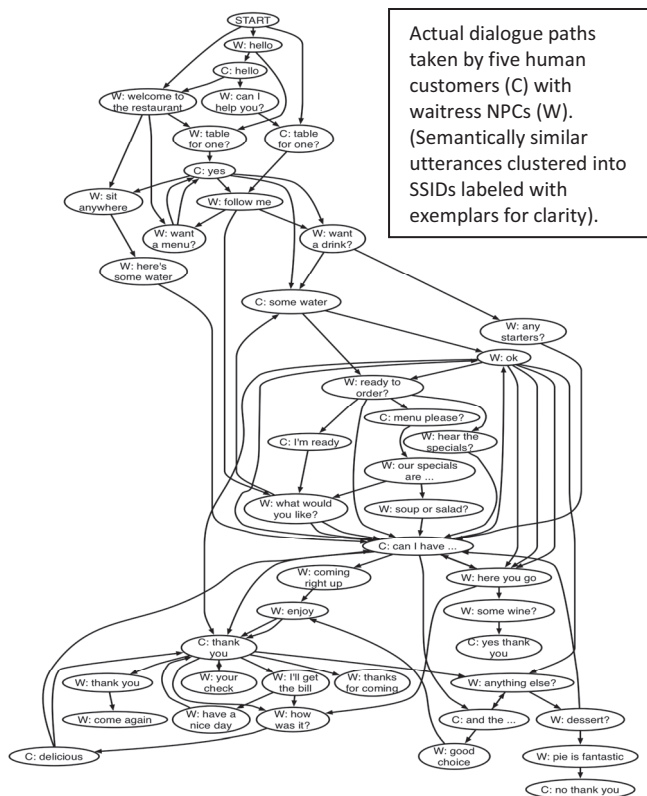 START
W: hello
C: hello
W: welcome to
the restaurant
W: can I
help you?
W: table
for one?
C: table
for one?
C: yes
W: sit
anywhere
W: follow me
W: want
a menu?
W: want
a drink?
W: here's
some water
C: some water
W: any
starters?
W: ok
W: ready to
order?
C: menu please?
C: I'm ready
W: hear the
specials?
W: our specials
are ...
W: what would
you like?
W: soup or salad?
C: can I have ...
W: coming
right up
W: here you go
W: enjoy
W: some wine?
C: thank
you
C: yes thank
you
W: thank you
W: your
check
W: I'll get
the bill
W: thanks
for coming
W: anything else?
W: come again
W: have a
nice day
W: how
was it?
C: and the ...
W: dessert?
C: delicious
W: good
choice
W: pie is fantastic
C: no thank you
Actual dialogue paths
taken by five human
customers (C) with
waitress NPCs (W).
(Semantically similar
utterances clustered into
SSIDs labeled with
exemplars for clarity).